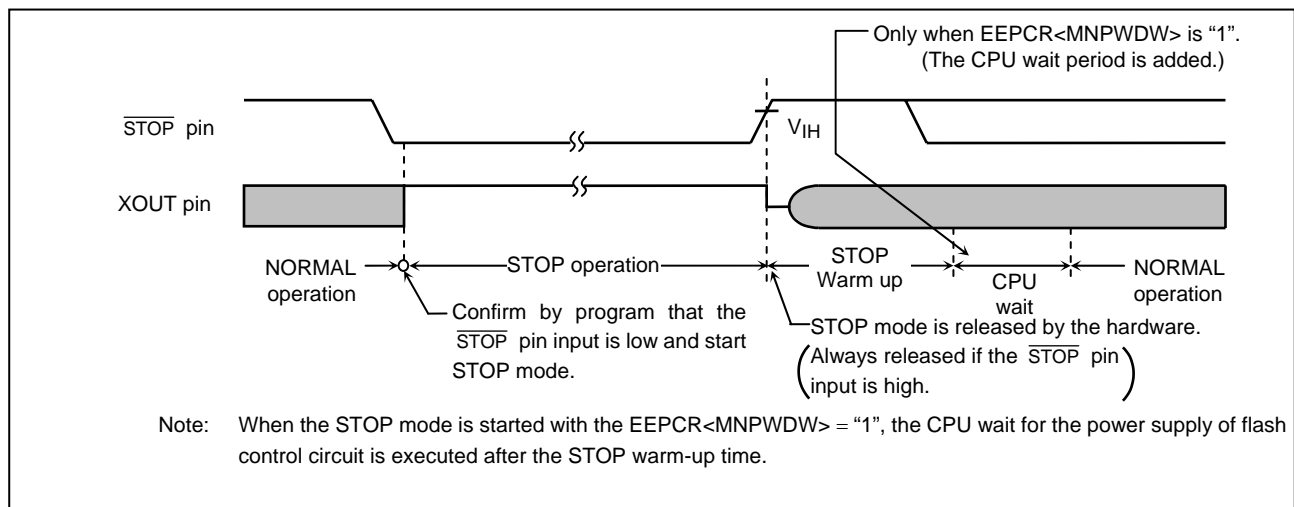 Only when EEPCR<MNPWDW> is “1”.
(The CPU wait period is added.)
STOP pin
VIH
XOUT pin
NORMAL
operation
STOP operation
STOP
Warm up
CPU
wait
NORMAL
operation
Confirm by program that the
STOP pin input is low and start
STOP mode.
STOP mode is released by the hardware.
(Always released if the STOP pin
input is high.)
Note: When the STOP mode is started with the EEPCR<MNPWDW> = “1”, the CPU wait for the power supply of flash
control circuit is executed after the STOP warm-up time.